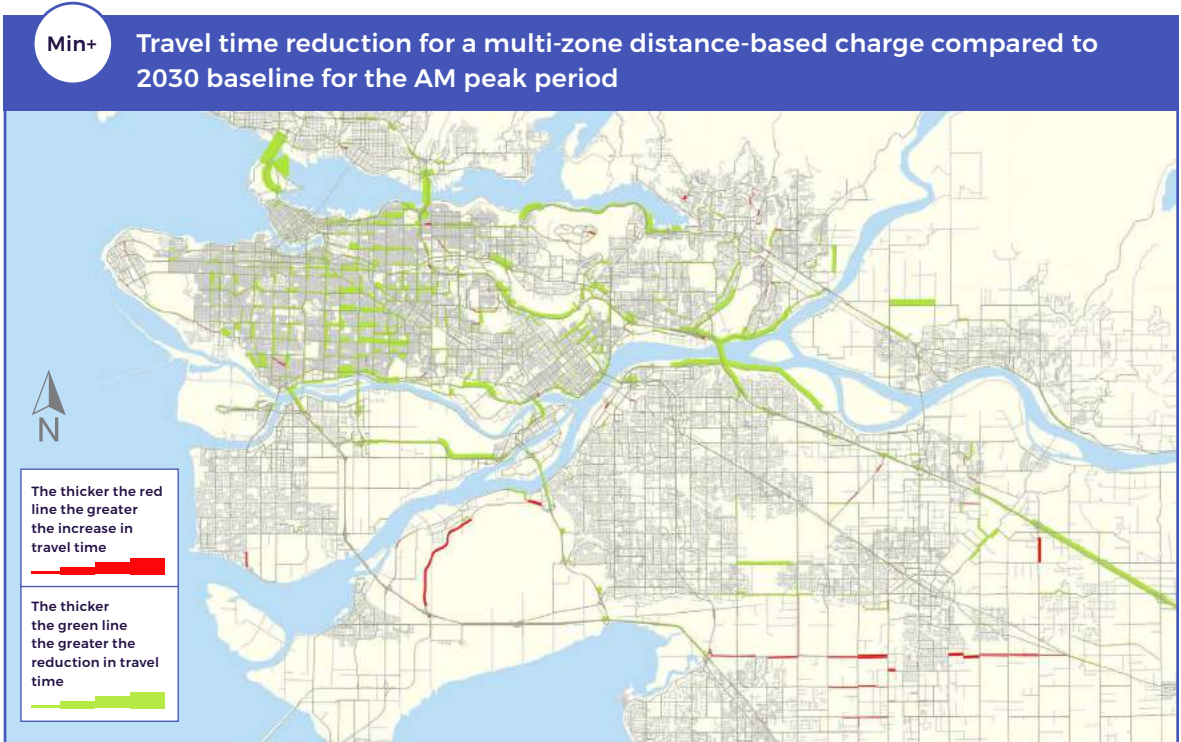 Min+
Travel time reduction for a multi-zone distance-based charge compared to
2030 baseline for the AM peak period
N
The thicker the red
line the greater
the increase in
travel time
The thicker
the green line
the greater the
reduction in travel
time